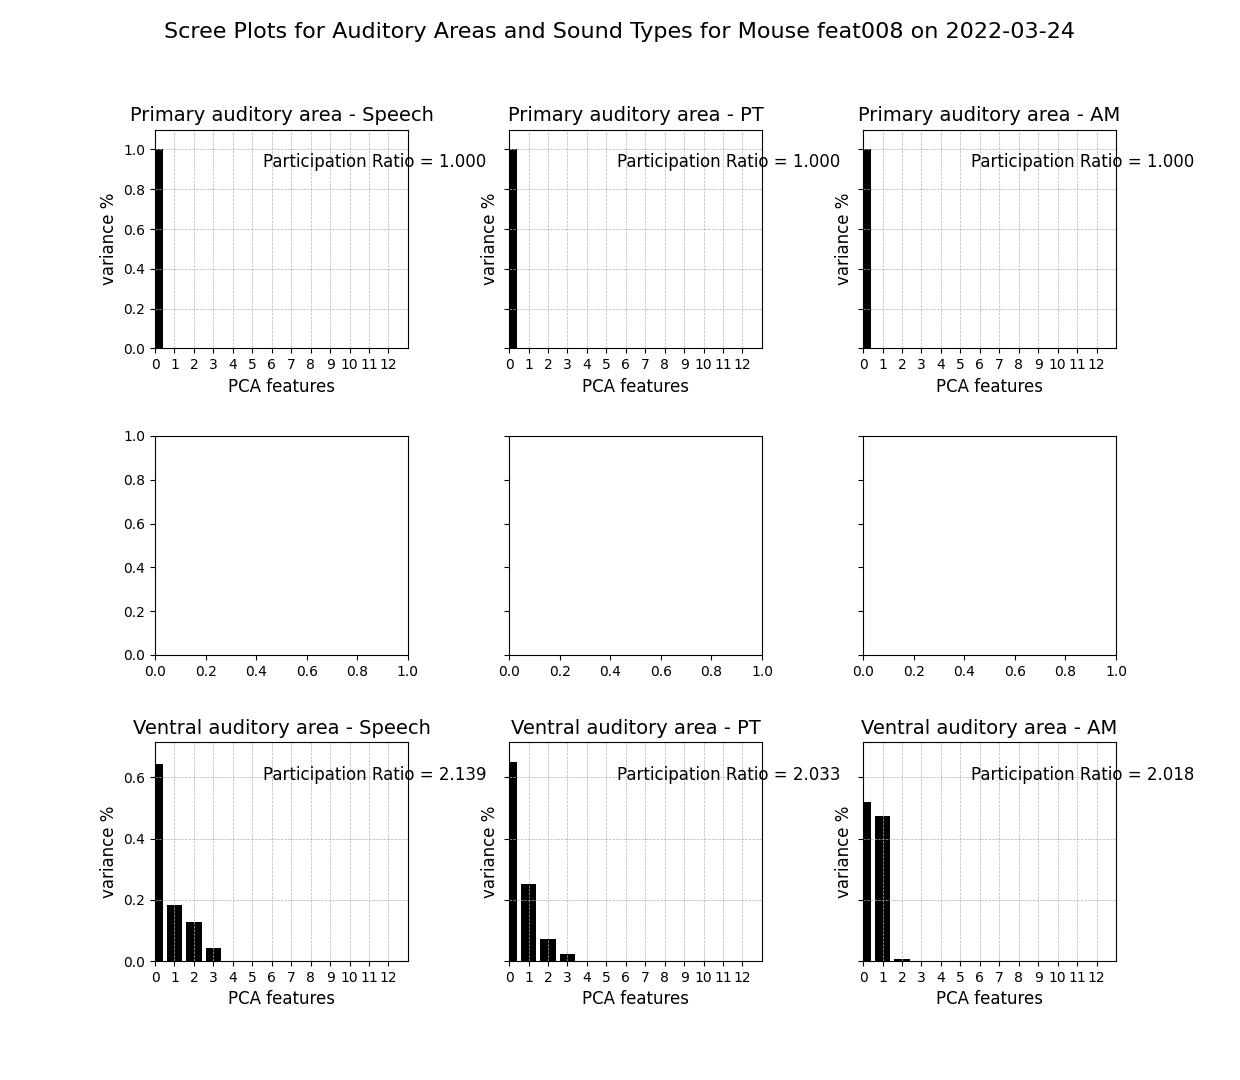 Scree Plots for Auditory Areas and Sound Types for Mouse feat008 on 2022-03-24
Primary auditory area - Speech
Primary auditory area - PT
Primary auditory area - AM
Participation Ratio = 1.000
Participation Ratio = 1.000
Participation Ratio = 1.000
variance %
variance %
variance %
1.0
0.8
0.6
0.4
0.2
0.0
0 1 2 3 4 5 6 7 8 9 10 11 12
0 1 2 3 4 5 6 7 8 9 10 11 12
0 1 2 3 4 5 6 7 8 9 10 11 12
PCA features
PCA features
PCA features
1.0
0.8
0.6
0.4
0.2
0.0
0.0 0.2 0.4 0.6 0.8 1.0
0.0 0.2 0.4 0.6 0.8 1.0
0.0 0.2 0.4 0.6 0.8 1.0
Ventral auditory area - Speech
Ventral auditory area - PT
Ventral auditory area - AM
Participation Ratio = 2.139
Participation Ratio = 2.033
Participation Ratio = 2.018
variance %
variance %
variance %
0.6
0.4
0.2
0.0
0 1 2 3 4 5 6 7 8 9 10 11 12
0 1 2 3 4 5 6 7 8 9 10 11 12
0 1 2 3 4 5 6 7 8 9 10 11 12
PCA features
PCA features
PCA features